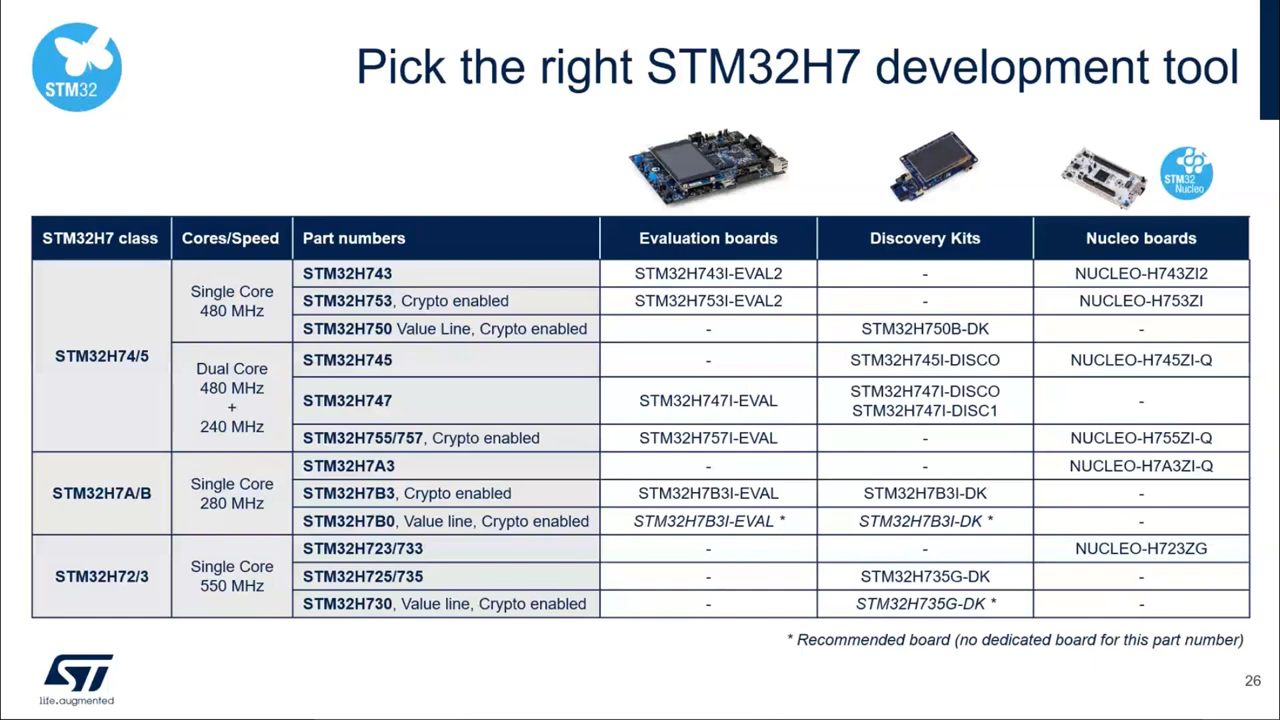 STM32
Pick the right STM32H7 development tool
STM32
Nucleo
STM32H7 class Cores/Speed Part numbers Evaluation boards Discovery Kits Nucleo boards
STM32H74/5
Single Core
480 MHz
STM32H743 STM32H743I-EVAL2 - NUCLEO-H743ZI2
STM32H753, Crypto enabled STM32H753I-EVAL2 - NUCLEO-H753ZI
STM32H750 Value Line, Crypto enabled - STM32H750B-DK -
Dual Core
480 MHz
+
240 MHz
STM32H745 - STM32H745I-DISCO NUCLEO-H745ZI-Q
STM32H747 STM32H747I-EVAL STM32H747I-DISCO -
STM32H747I-DISC1
STM32H755/757, Crypto enabled STM32H757I-EVAL - NUCLEO-H755ZI-Q
STM32H7A/B
Single Core
280 MHz
STM32H7A3 - - NUCLEO-H7A3ZI-Q
STM32H7B3, Crypto enabled STM32H7B3I-EVAL STM32H7B3I-DK -
STM32H7B0, Value line, Crypto enabled STM32H7B3I-EVAL * STM32H7B3I-DK * -
STM32H72/3
Single Core
550 MHz
STM32H723/733 - - NUCLEO-H723ZG
STM32H725/735 - STM32H735G-DK -
STM32H730, Value line, Crypto enabled - STM32H735G-DK * -
* Recommended board (no dedicated board for this part number)
ST
life.augmented
26